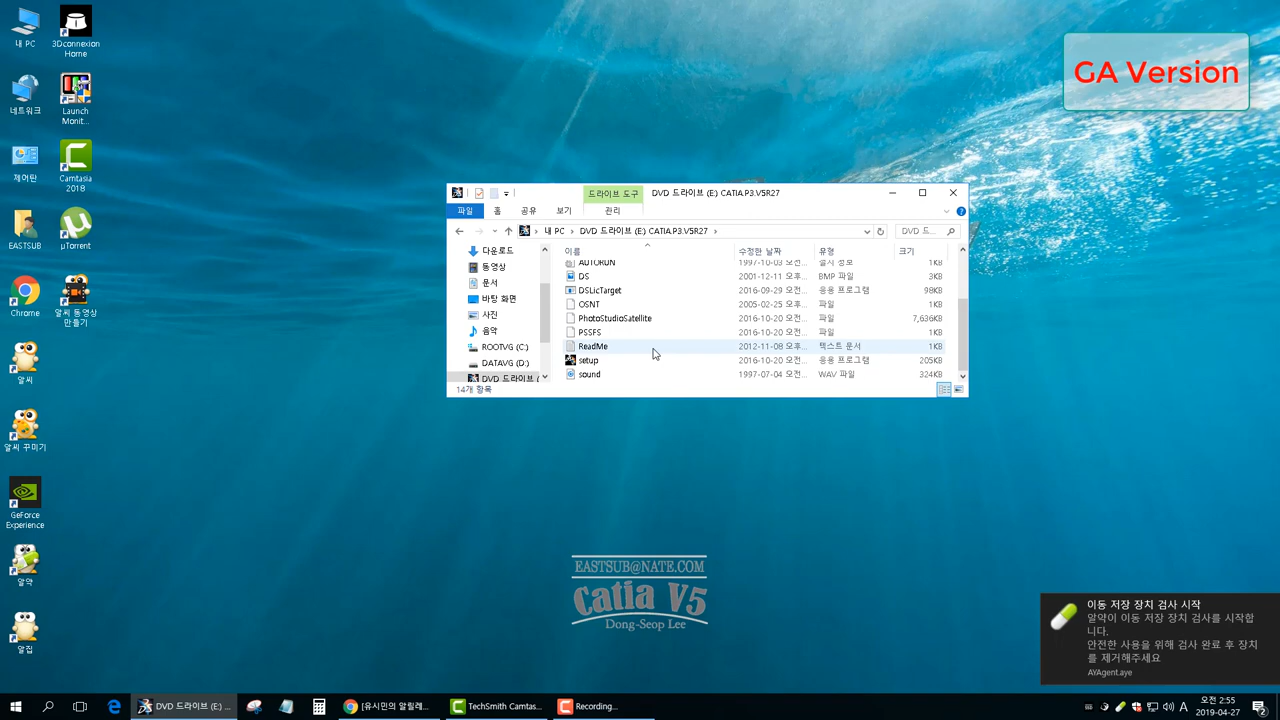 내 PC
3Dconnexion
Home
네트워크
Launch
Monit...
제어판
Camtasia
2018
EASTSUB
μTorrent
Chrome
알씨 동영상
만들기
알씨
알씨 꾸미기
GeForce
Experience
알약
알집
GA Version
드라이브 도구
DVD 드라이브 (E:) CATIA.P3.V5R27
파일
홈
공유
보기
관리
내 PC
DVD 드라이브 (E:) CATIA.P3.V5R27
DVD 드...
다운로드
동영상
문서
바탕 화면
사진
음악
ROOTVG (C:)
DATAVG (D:)
DVD 드라이브 (
이름 수정한 날짜 유형 크기
AUTORUN 1997-10-03 오전... 설치 정보 1KB
DS 2001-12-11 오후... BMP 파일 3KB
DSLicTarget 2016-09-29 오전... 응용 프로그램 98KB
OSNT 2005-02-25 오후... 파일 1KB
PhotoStudioSatellite 2016-10-20 오전... 파일 7,636KB
PSSFS 2016-10-20 오전... 파일 1KB
ReadMe 2012-11-08 오후... 텍스트 문서 1KB
setup 2016-10-20 오전... 응용 프로그램 205KB
sound 1997-07-04 오전... WAV 파일 324KB
14개 항목
EASTSUB@NATE.COM
Catia V5
Dong-Seop Lee
이동 저장 장치 검사 시작
알약이 이동 저장 장치 검사를 시작합
니다.
안전한 사용을 위해 검사 완료 후 장치
를 제거해주세요
AYAgent.aye
DVD 드라이브 (E:) ...
[유시민의 알릴레...
TechSmith Camtas...
Recording...
A
오전 2:55
2019-04-27
2